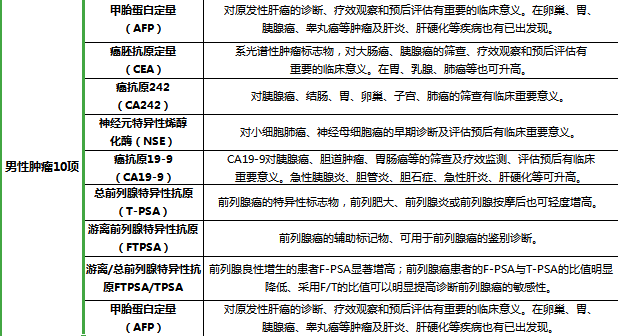 男性肿瘤10项
甲胎蛋白定量
（AFP）
对原发性肝癌的诊断、疗效观察和预后评估有重要的临床意义。在卵巢、胃、
胰腺癌、睾丸癌等肿瘤及肝炎、肝硬化等疾病也有已出发现。
癌胚抗原定量
（CEA）
系光谱性肿瘤标志物，对大肠癌、胰腺癌的筛查、疗效观察和预后评估有
重要的临床意义。在胃、乳腺、肺癌等也可升高。
癌抗原242
（CA242）
对胰腺癌、结肠、胃、卵巢、子宫、肺癌的筛查有临床重要意义。
神经元特异性烯醇
化酶（NSE）
对小细胞肺癌、神经母细胞癌的早期诊断及评估预后有临床重要意义。
癌抗原19-9
（CA19-9）
CA19-9对胰腺癌、胆道肿瘤、胃肠癌等的筛查及疗效监测、评估预后有临床
重要意义。急性胰腺炎、胆管炎、胆石症、急性肝炎、肝硬化等可升高。
总前列腺特异性抗原
（T-PSA）
前列腺癌的特异性标志物，前列肥大、前列腺炎或前列腺按摩后也可轻度增高。
游离前列腺特异性抗原
（FTPSA）
前列腺癌的辅助标记物、可用于前列腺癌的鉴别诊断。
游离/总前列腺特异性抗
原FTPSA/TPSA
前列腺良性增生的患者F-PSA显著增高；前列腺癌患者的F-PSA与T-PSA的比值明显
降低、采用F/T的比值可以明显提高诊断前列腺癌的敏感性。
甲胎蛋白定量
（AFP）
对原发性肝癌的诊断、疗效观察和预后评估有重要的临床意义。在卵巢、胃、
胰腺癌、睾丸癌等肿瘤及肝炎、肝硬化等疾病也有已出发现。